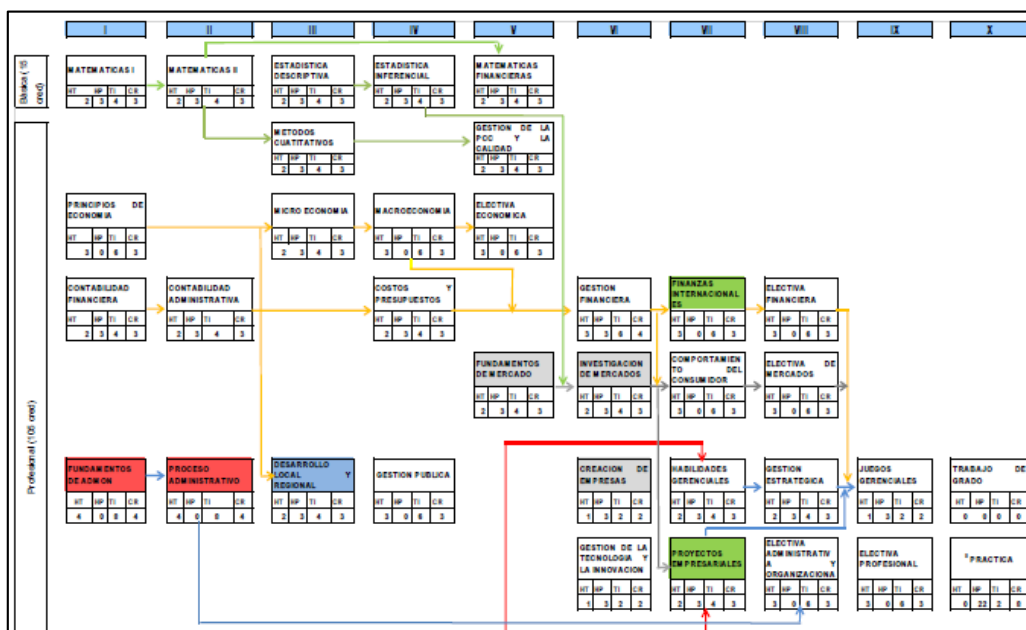 I II III IV V VI VII VIII IX X
Básica (15 cred)
MATEMATICAS I
HT HP TI CR
2 3 4 3
MATEMATICAS II
HT HP TI CR
2 3 4 3
ESTADISTICA DESCRIPTIVA
HT HP TI CR
2 3 4 3
ESTADISTICA INFERENCIAL
HT HP TI CR
2 3 4 3
MATEMATICAS FINANCIERAS
HT HP TI CR
2 3 4 3
METODOS CUATITATIVOS
HT HP TI CR
2 3 4 3
GESTION DE LA PCC Y LA CALIDAD
HT HP TI CR
2 3 4 3
Profesional (105 cred)
PRINCIPIOS DE ECONOMIA
HT HP TI CR
3 0 6 3
MICRO ECONOMIA
HT HP TI CR
2 3 4 3
MACROECONOMIA
HT HP TI CR
3 0 6 3
ELECTIVA ECONOMICA
HT HP TI CR
3 0 6 3
CONTABILIDAD FINANCIERA
HT HP TI CR
2 3 4 3
CONTABILIDAD ADMINISTRATIVA
HT HP TI CR
2 3 4 3
COSTOS Y PRESUPUESTOS
HT HP TI CR
2 3 4 3
GESTION FINANCIERA
HT HP TI CR
3 3 6 4
FINANZAS INTERNACIONALES
HT HP TI CR
3 0 6 3
ELECTIVA FINANCIERA
HT HP TI CR
3 0 6 3
FUNDAMENTOS DE MERCADO
HT HP TI CR
2 3 4 3
INVESTIGACION DE MERCADOS
HT HP TI CR
2 3 4 3
COMPORTAMIENTO DEL CONSUMIDOR
HT HP TI CR
3 0 6 3
ELECTIVA DE MERCADOS
HT HP TI CR
3 0 6 3
FUNDAMENTOS DE ADMON
HT HP TI CR
4 0 8 4
PROCESO ADMINISTRATIVO
HT HP TI CR
4 0 8 4
DESARROLLO LOCAL Y REGIONAL
HT HP TI CR
2 3 4 3
GESTION PUBLICA
HT HP TI CR
3 0 6 3
CREACION DE EMPRESAS
HT HP TI CR
1 3 2 2
HABILIDADES GERENCIALES
HT HP TI CR
2 3 4 3
GESTION ESTRATEGICA
HT HP TI CR
2 3 4 3
JUEGOS GERENCIALES
HT HP TI CR
1 3 2 2
TRABAJO DE GRADO
HT HP TI CR
0 0 0 0
GESTION DE LA TECNOLOGIA Y LA INNOVACION
HT HP TI CR
1 3 2 2
PROYECTOS EMPRESARIALES
HT HP TI CR
2 3 4 3
ELECTIVA ADMINISTRATIVA Y ORGANIZACIONA
HT HP TI CR
3 0 6 3
ELECTIVA PROFESIONAL
HT HP TI CR
3 0 6 3
PRACTICA
HT HP TI CR
0 22 2 8